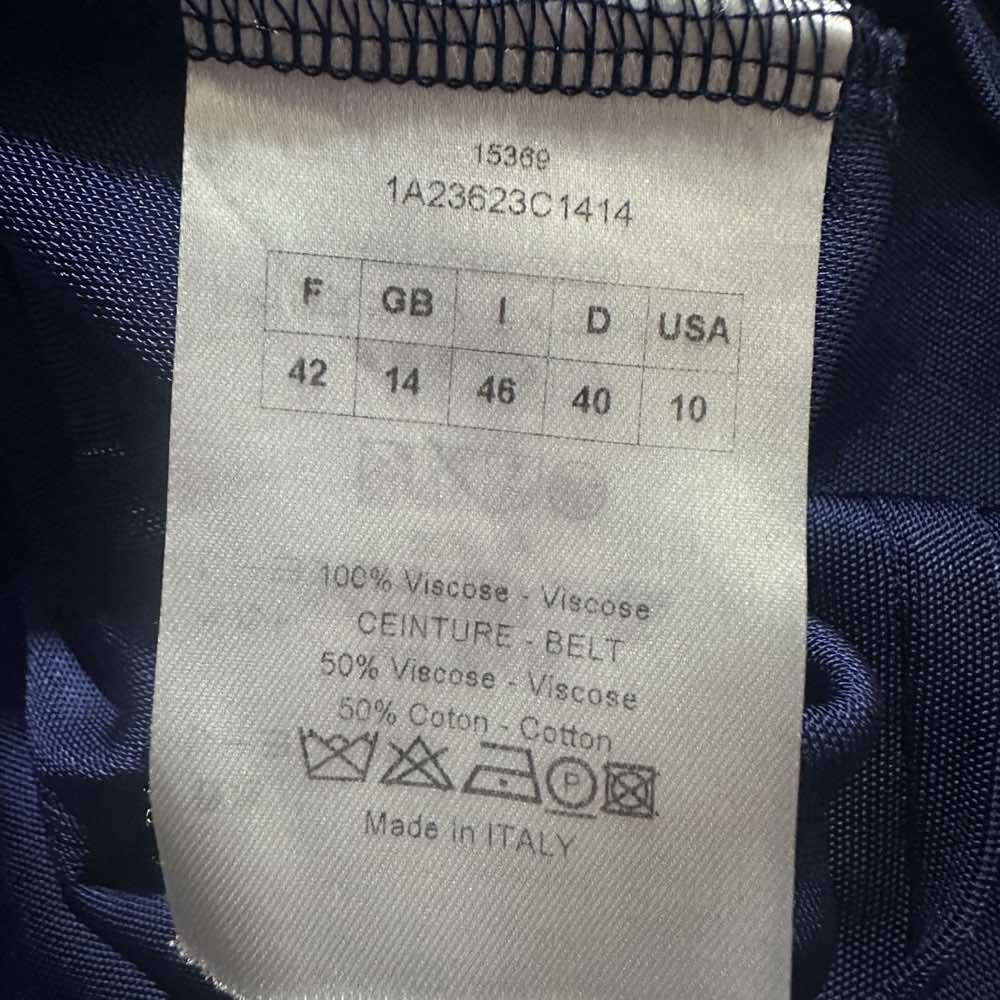 15369
1A23623C1414
F GB I D USA
42 14 46 40 10
100% Viscose - Viscose
CEINTURE - BELT
50% Viscose - Viscose
50% Coton - Cotton
P
Made in ITALY